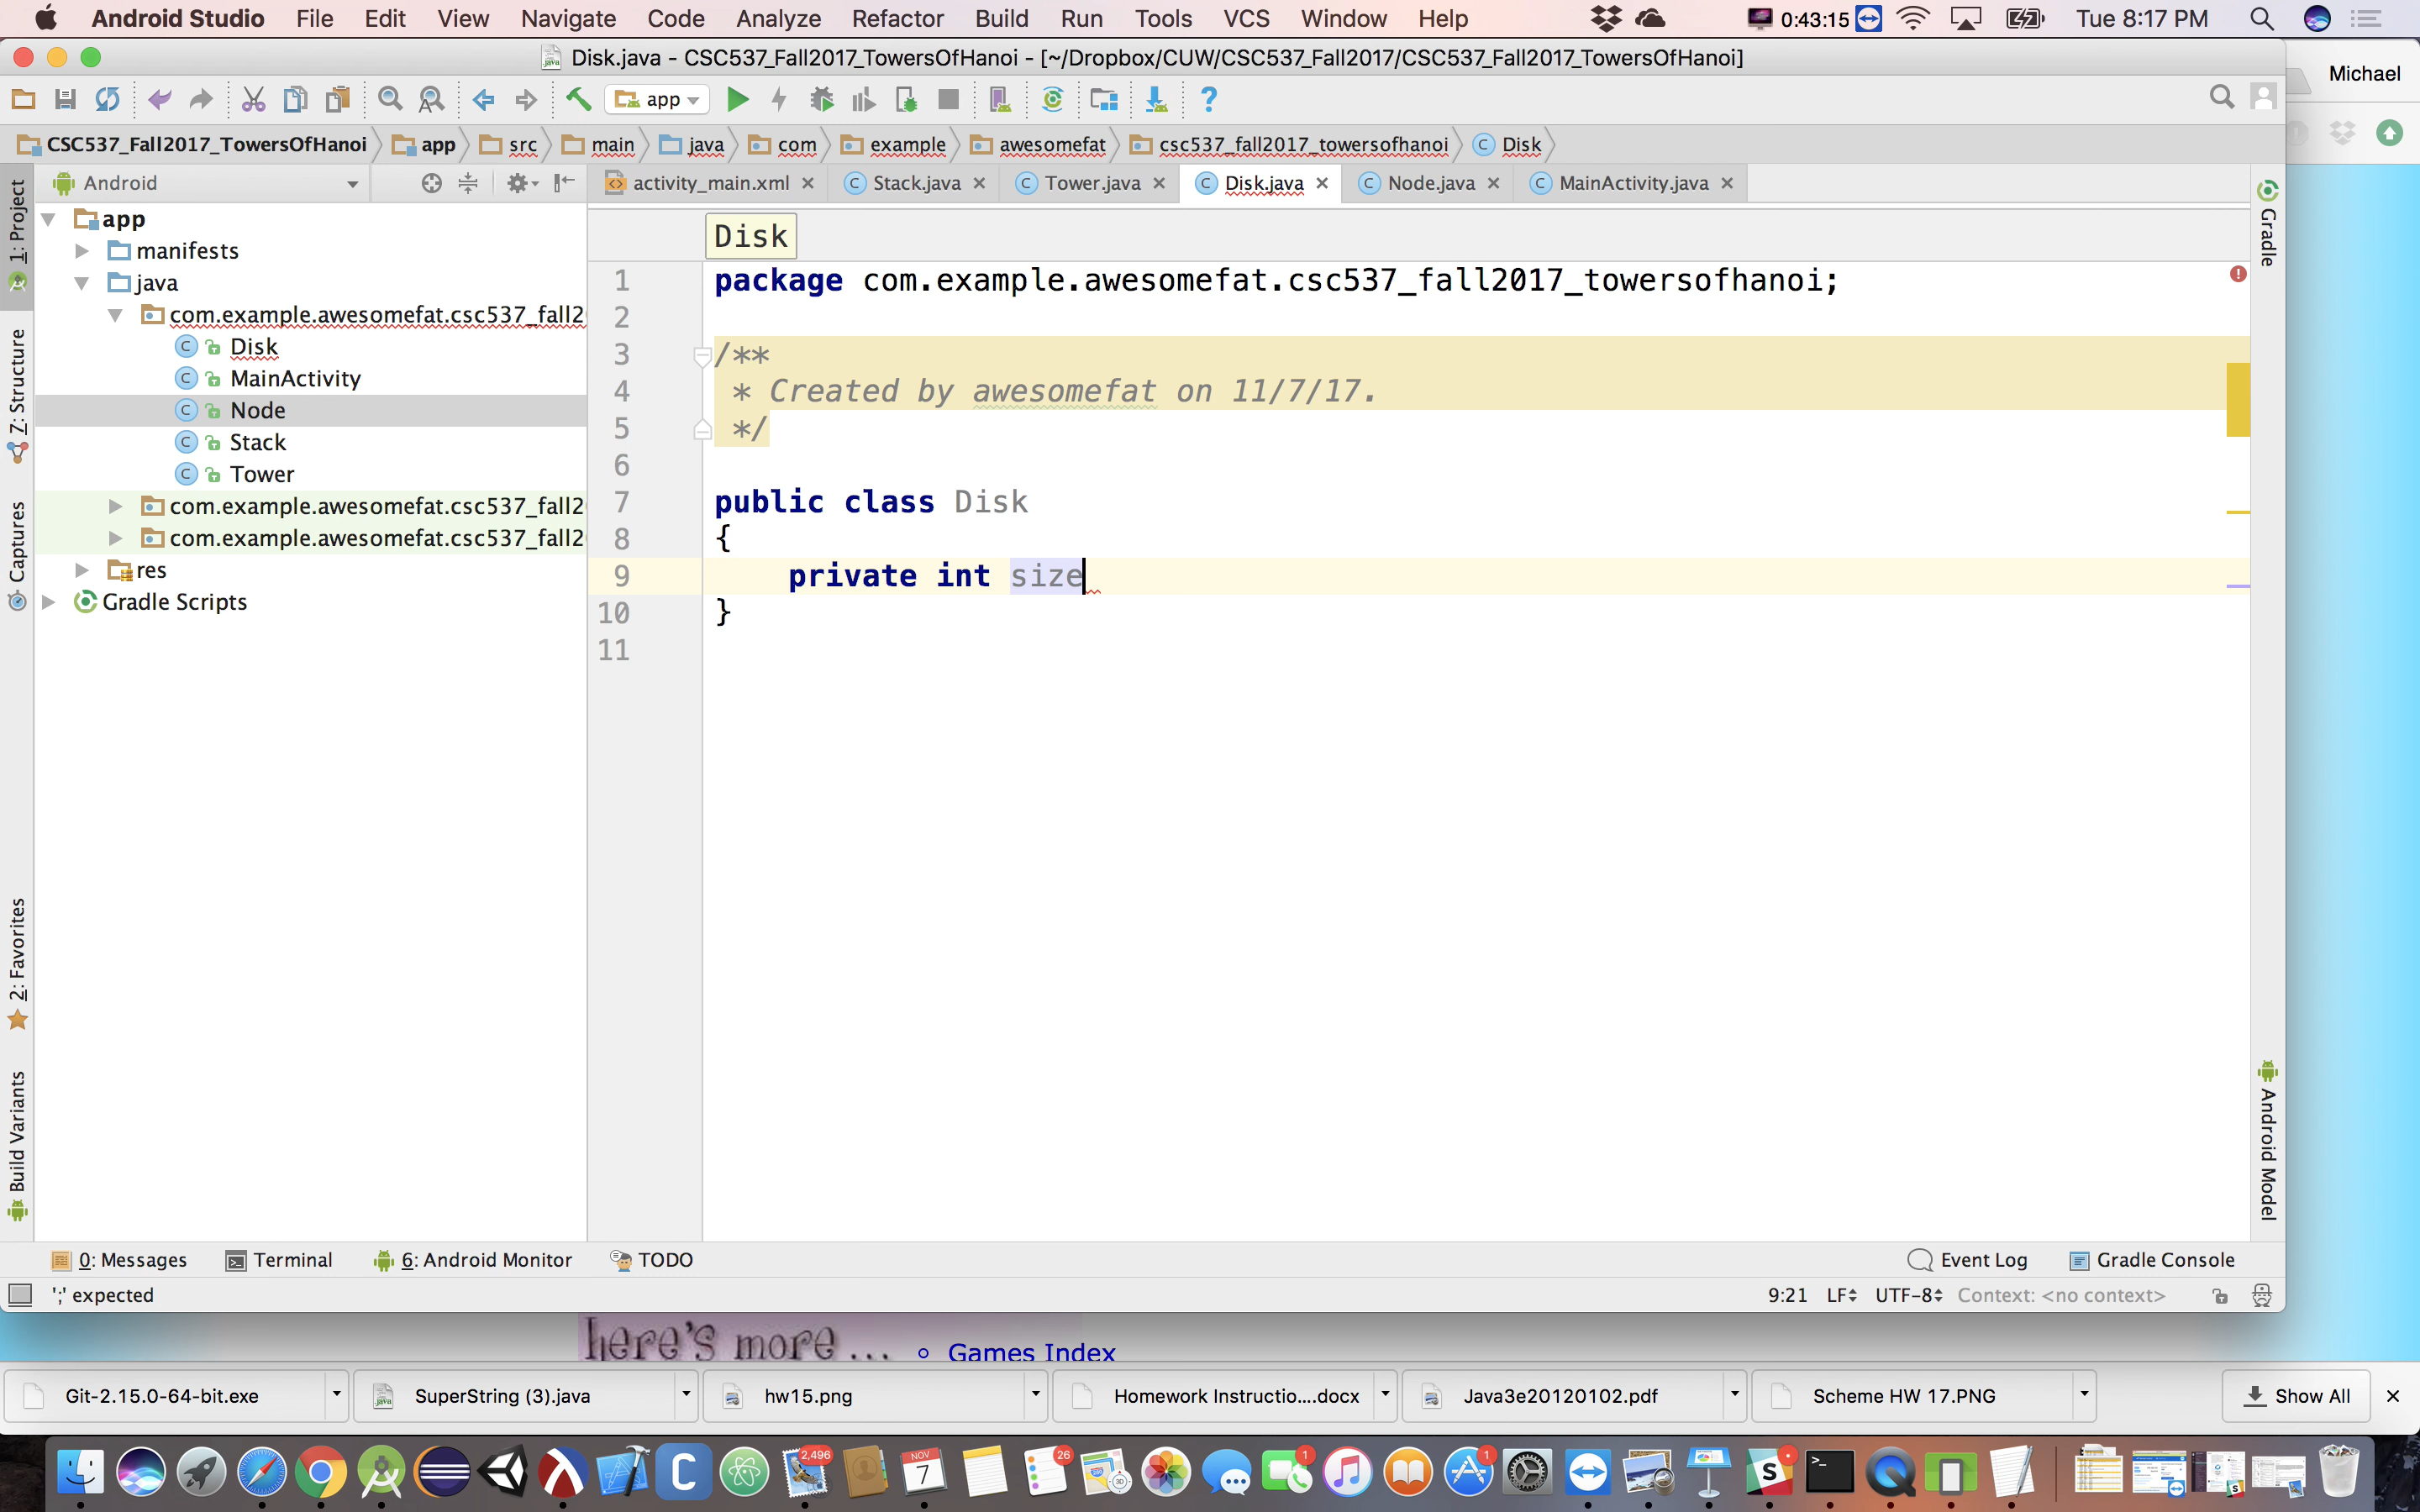 Android Studio File Edit View Navigate Code Analyze Refactor Build Run Tools VCS Window Help 0:43:15 Tue 8:17 PM
Disk.java - CSC537_Fall2017_TowersOfHanoi - [~/Dropbox/CUW/CSC537_Fall2017/CSC537_Fall2017_TowersOfHanoi]
Michael
app
CSC537_Fall2017_TowersOfHanoi app src main java com example awesomefat csc537_fall2017_towersofhanoi Disk
Android
activity_main.xml Stack.java Tower.java Disk.java Node.java MainActivity.java
1: Project
Z: Structure
Captures
2: Favorites
Build Variants
app
manifests
java
com.example.awesomefat.csc537_fall2
Disk
MainActivity
Node
Stack
Tower
com.example.awesomefat.csc537_fall2
com.example.awesomefat.csc537_fall2
res
Gradle Scripts
Disk
1 package com.example.awesomefat.csc537_fall2017_towersofhanoi;
2
3 /**
4 * Created by awesomefat on 11/7/17.
5 */
6
7 public class Disk
8 {
9 private int size
10 }
11
Gradle
Android Model
0: Messages Terminal 6: Android Monitor TODO Event Log Gradle Console
';' expected 9:21 LF UTF-8 Context: <no context>
here's more ... Games Index
Git-2.15.0-64-bit.exe SuperString (3).java hw15.png Homework Instructio....docx Java3e20120102.pdf Scheme HW 17.PNG Show All
2,496 NOV 7 26 1 1